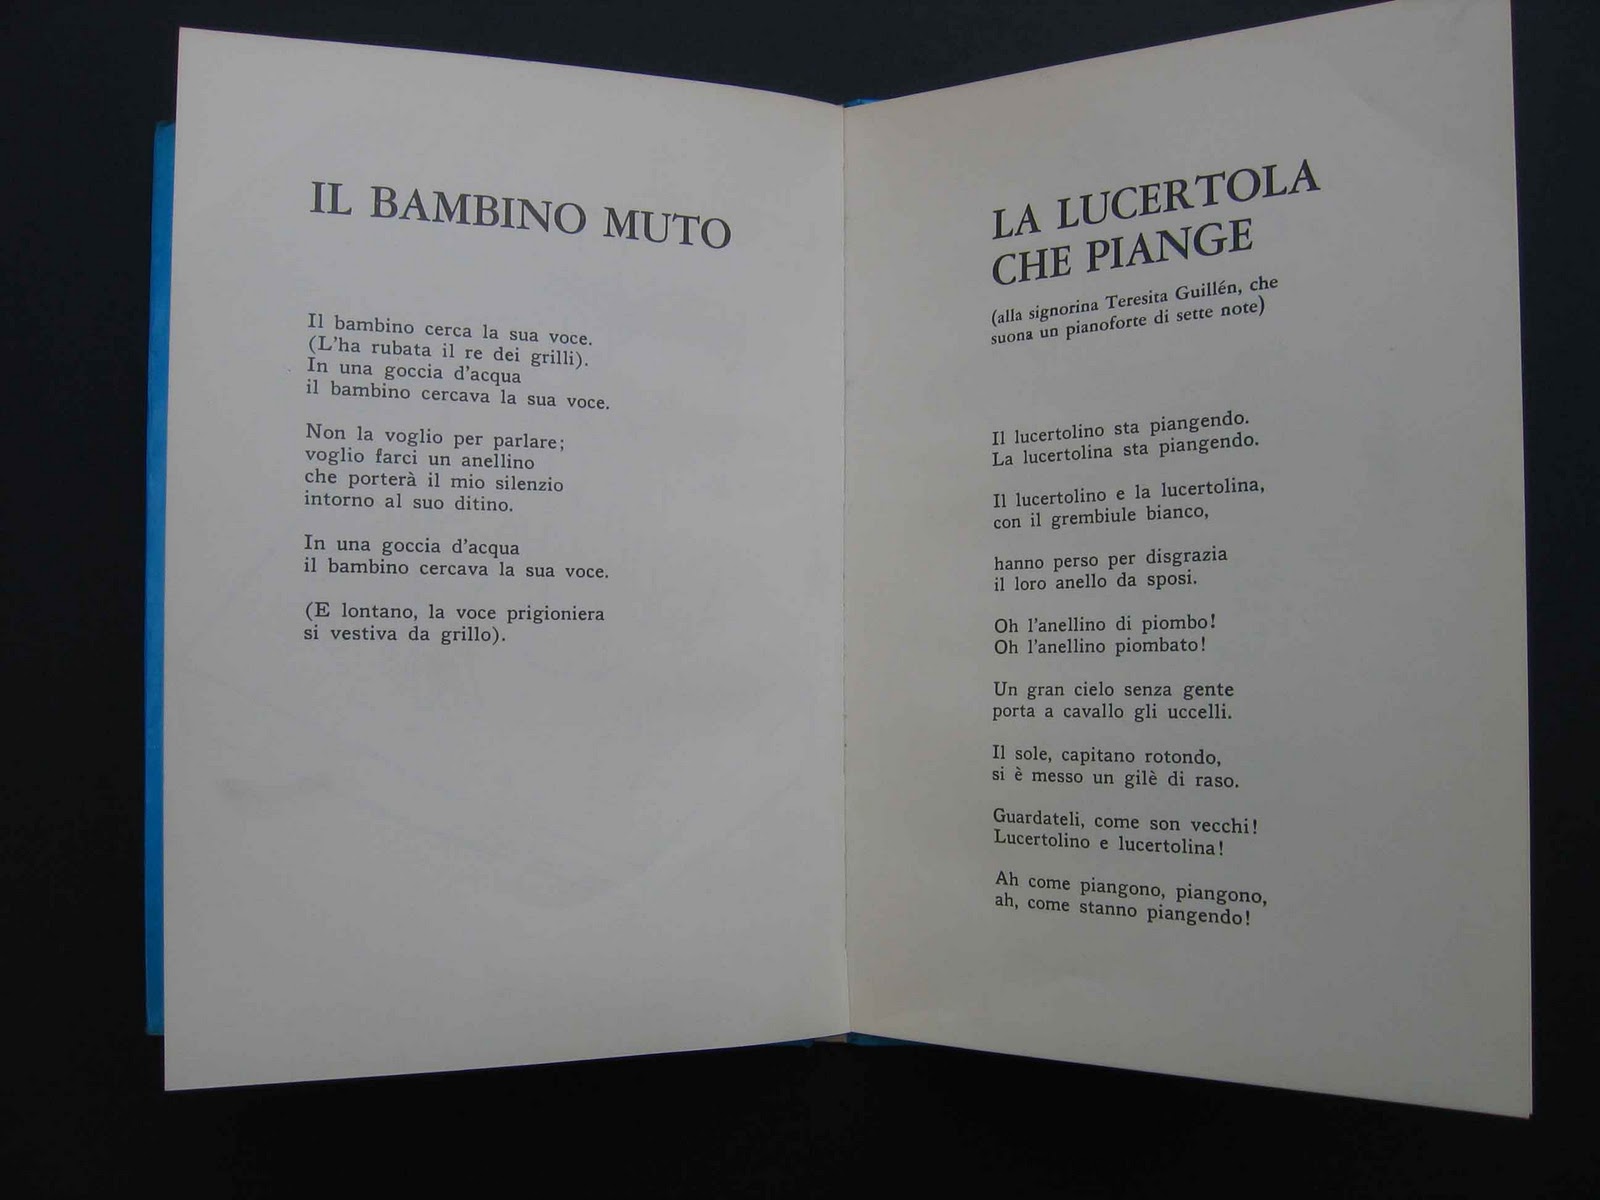 IL BAMBINO MUTO
Il bambino cerca la sua voce.
(L'ha rubata il re dei grilli).
In una goccia d'acqua
il bambino cercava la sua voce.
Non la voglio per parlare;
voglio farci un anellino
che porterà il mio silenzio
intorno al suo ditino.
In una goccia d'acqua
il bambino cercava la sua voce.
(E lontano, la voce prigioniera
si vestiva da grillo).
LA LUCERTOLA
CHE PIANGE
(alla signorina Teresita Guillén, che
suona un pianoforte di sette note)
Il lucertolino sta piangendo.
La lucertolina sta piangendo.
Il lucertolino e la lucertolina,
con il grembiule bianco,
hanno perso per disgrazia
il loro anello da sposi.
Oh l'anellino di piombo!
Oh l'anellino piombato!
Un gran cielo senza gente
porta a cavallo gli uccelli.
Il sole, capitano rotondo,
si è messo un gilè di raso.
Guardateli, come son vecchi!
Lucertolino e lucertolina!
Ah come piangono, piangono,
ah, come stanno piangendo!